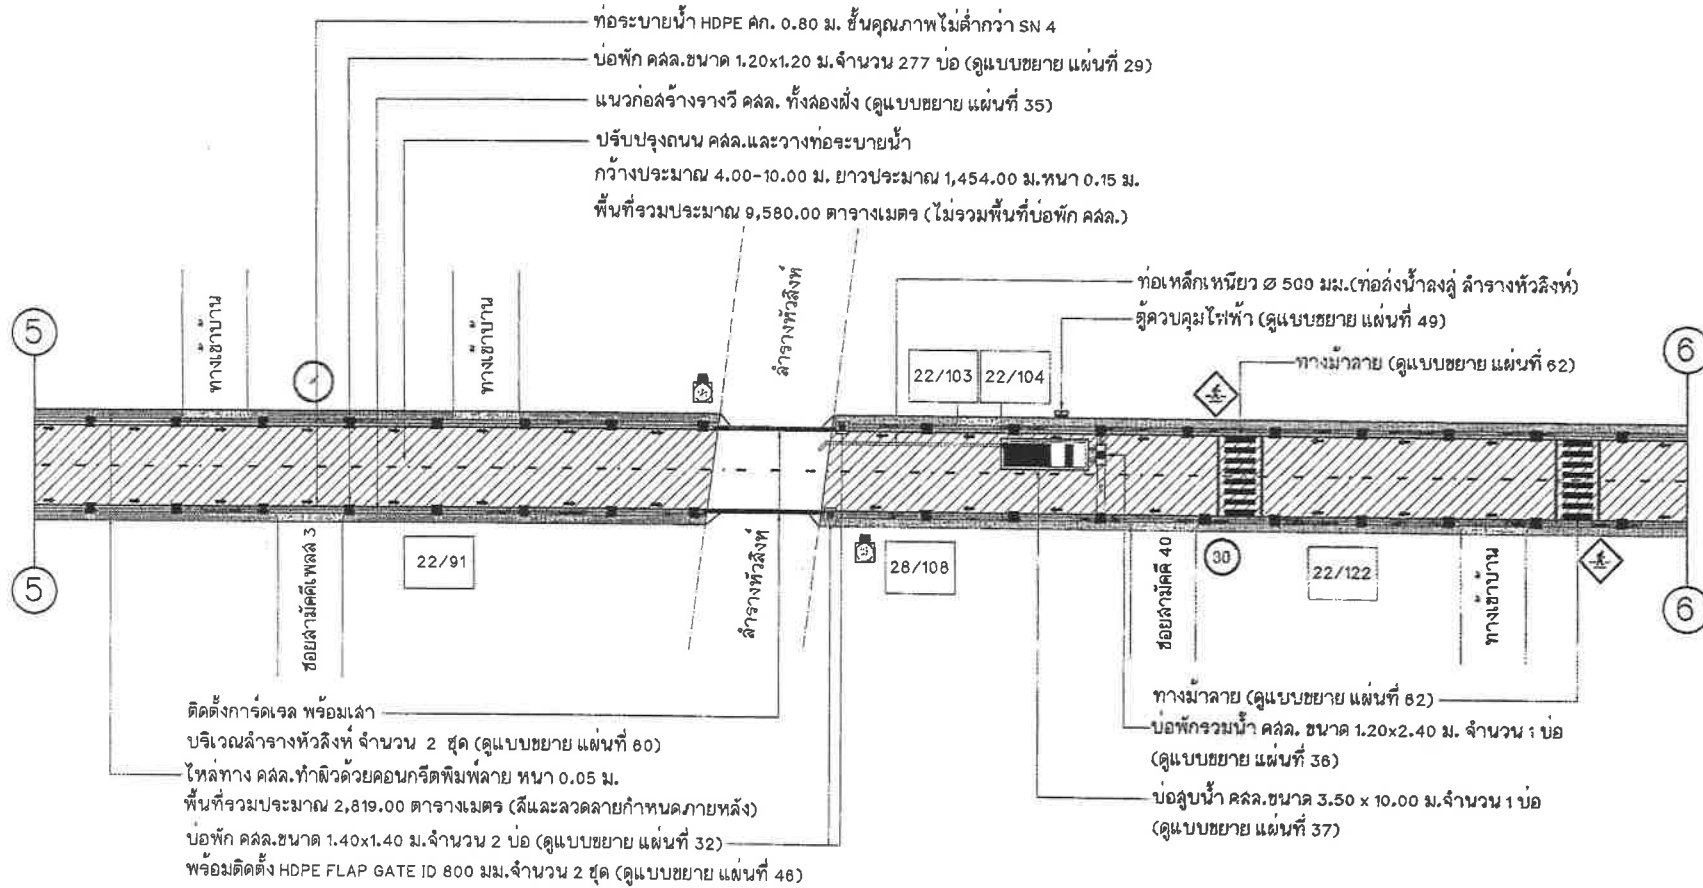 ท่อระบายน้ำ HDPE ศก. 0.80 ม. ชั้นคุณภาพไม่ต่ำกว่า SN 4
บ่อพัก คสล.ขนาด 1.20x1.20 ม.จำนวน 277 บ่อ (ดูแบบขยาย แผ่นที่ 29)
แนวก่อสร้างรางวี คสล. ทั้งสองฝั่ง (ดูแบบขยาย แผ่นที่ 35)
ปรับปรุงถนน คสล.และวางท่อระบายน้ำ
กว้างประมาณ 4.00-10.00 ม. ยาวประมาณ 1,454.00 ม.หนา 0.15 ม.
พื้นที่รวมประมาณ 9,580.00 ตารางเมตร (ไม่รวมพื้นที่บ่อพัก คสล.)
ท่อเหล็กเหนียว Ø 500 มม.(ท่อส่งน้ำลงสู่ ลำรางหัวสิงห์)
ตู้ควบคุมไฟฟ้า (ดูแบบขยาย แผ่นที่ 49)
ทางม้าลาย (ดูแบบขยาย แผ่นที่ 62)
5
ทางเข้าบ้าน
ทางเข้าบ้าน
ลำรางหัวสิงห์
22/103
22/104
6
5
ซอยสามัคคีเพลส 3
22/91
ลำรางหัวสิงห์
28/108
ซอยสามัคคี 40
30
22/122
ทางเข้าบ้าน
6
ติดตั้งการ์ดเรล พร้อมเสา
บริเวณลำรางหัวสิงห์ จำนวน 2 ชุด (ดูแบบขยาย แผ่นที่ 60)
ไหล่ทาง คสล.ทำผิวด้วยคอนกรีตพิมพ์ลาย หนา 0.05 ม.
พื้นที่รวมประมาณ 2,819.00 ตารางเมตร (สีและลวดลายกำหนดภายหลัง)
บ่อพัก คสล.ขนาด 1.40x1.40 ม.จำนวน 2 บ่อ (ดูแบบขยาย แผ่นที่ 32)
พร้อมติดตั้ง HDPE FLAP GATE ID 800 มม.จำนวน 2 ชุด (ดูแบบขยาย แผ่นที่ 46)
ทางม้าลาย (ดูแบบขยาย แผ่นที่ 62)
บ่อพักรวมน้ำ คสล. ขนาด 1.20x2.40 ม. จำนวน 1 บ่อ
(ดูแบบขยาย แผ่นที่ 36)
บ่อสูบน้ำ คสล.ขนาด 3.50 x 10.00 ม.จำนวน 1 บ่อ
(ดูแบบขยาย แผ่นที่ 37)